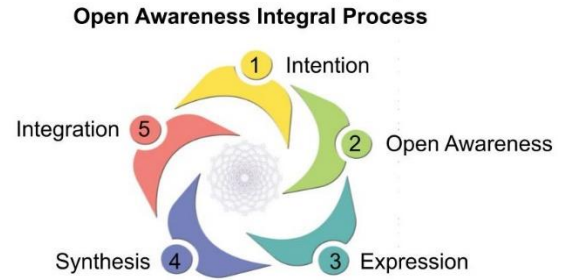 Open Awareness Integral Process
1 Intention
2 Open Awareness
3 Expression
Synthesis 4
Integration 5